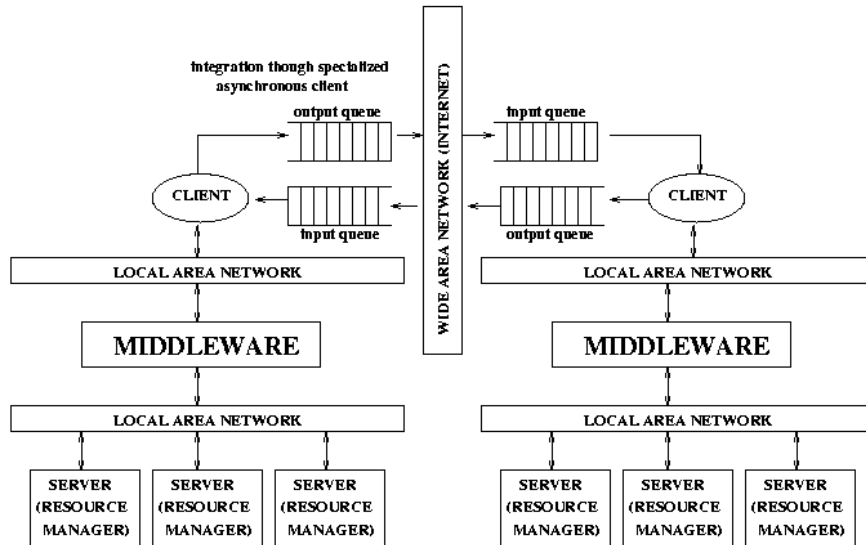 integration though specialized
asynchronous client
output queue
input queue
WIDE AREA NETWORK (INTERNET)
CLIENT
CLIENT
input queue
output queue
LOCAL AREA NETWORK
LOCAL AREA NETWORK
MIDDLEWARE
MIDDLEWARE
LOCAL AREA NETWORK
LOCAL AREA NETWORK
SERVER
(RESOURCE
MANAGER)
SERVER
(RESOURCE
MANAGER)
SERVER
(RESOURCE
MANAGER)
SERVER
(RESOURCE
MANAGER)
SERVER
(RESOURCE
MANAGER)
SERVER
(RESOURCE
MANAGER)